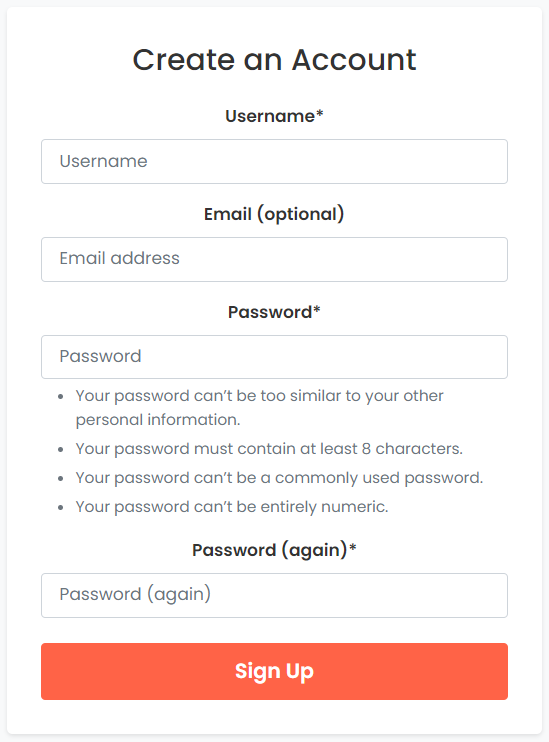 Create an Account
Username*
Username
Email (optional)
Email address
Password*
Password
• Your password can’t be too similar to your other
personal information.
• Your password must contain at least 8 characters.
• Your password can’t be a commonly used password.
• Your password can’t be entirely numeric.
Password (again)*
Password (again)
Sign Up